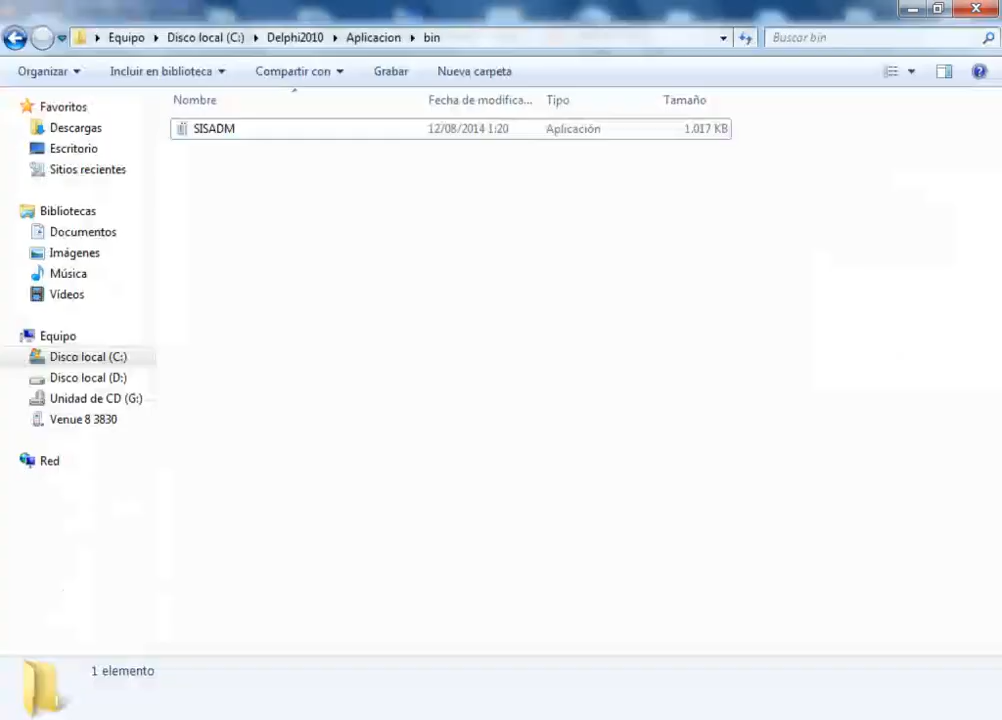 Equipo Disco local (C:) Delphi2010 Aplicacion bin
Buscar bin
Organizar Incluir en biblioteca Compartir con Grabar Nueva carpeta
Nombre Fecha de modifica... Tipo Tamaño
SISADM 12/08/2014 1:20 Aplicación 1.017 KB
Favoritos
Descargas
Escritorio
Sitios recientes
Bibliotecas
Documentos
Imágenes
Música
Vídeos
Equipo
Disco local (C:)
Disco local (D:)
Unidad de CD (G:)
Venue 8 3830
Red
1 elemento